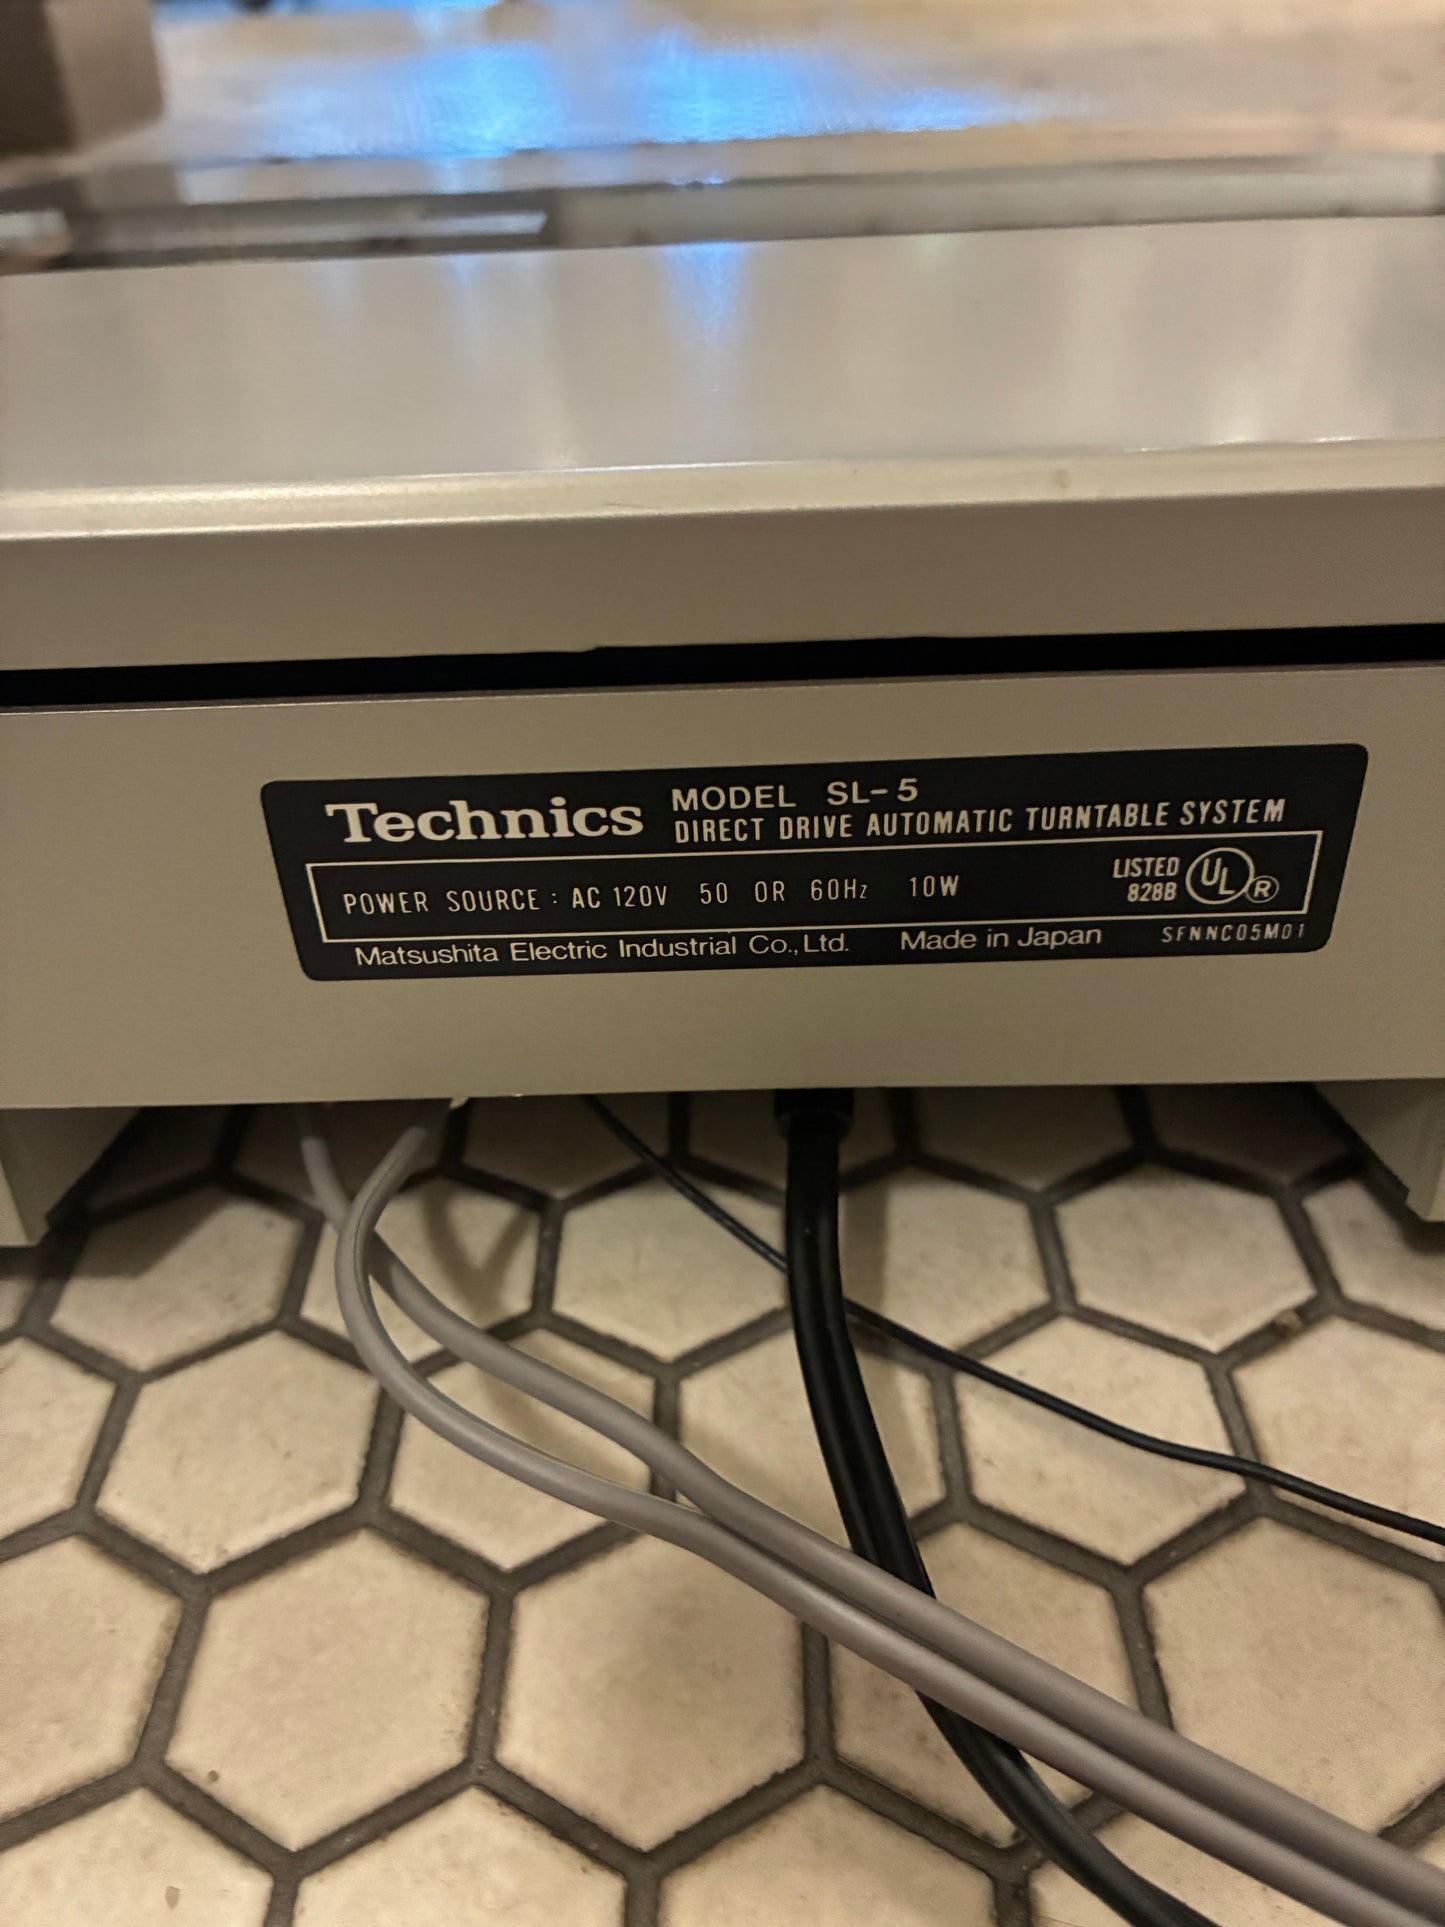 Technics MODEL SL-5
DIRECT DRIVE AUTOMATIC TURNTABLE SYSTEM
POWER SOURCE : AC 120V 50 OR 60Hz 10W LISTED 828B UL ®
Matsushita Electric Industrial Co., Ltd. Made in Japan SFNNC05M01